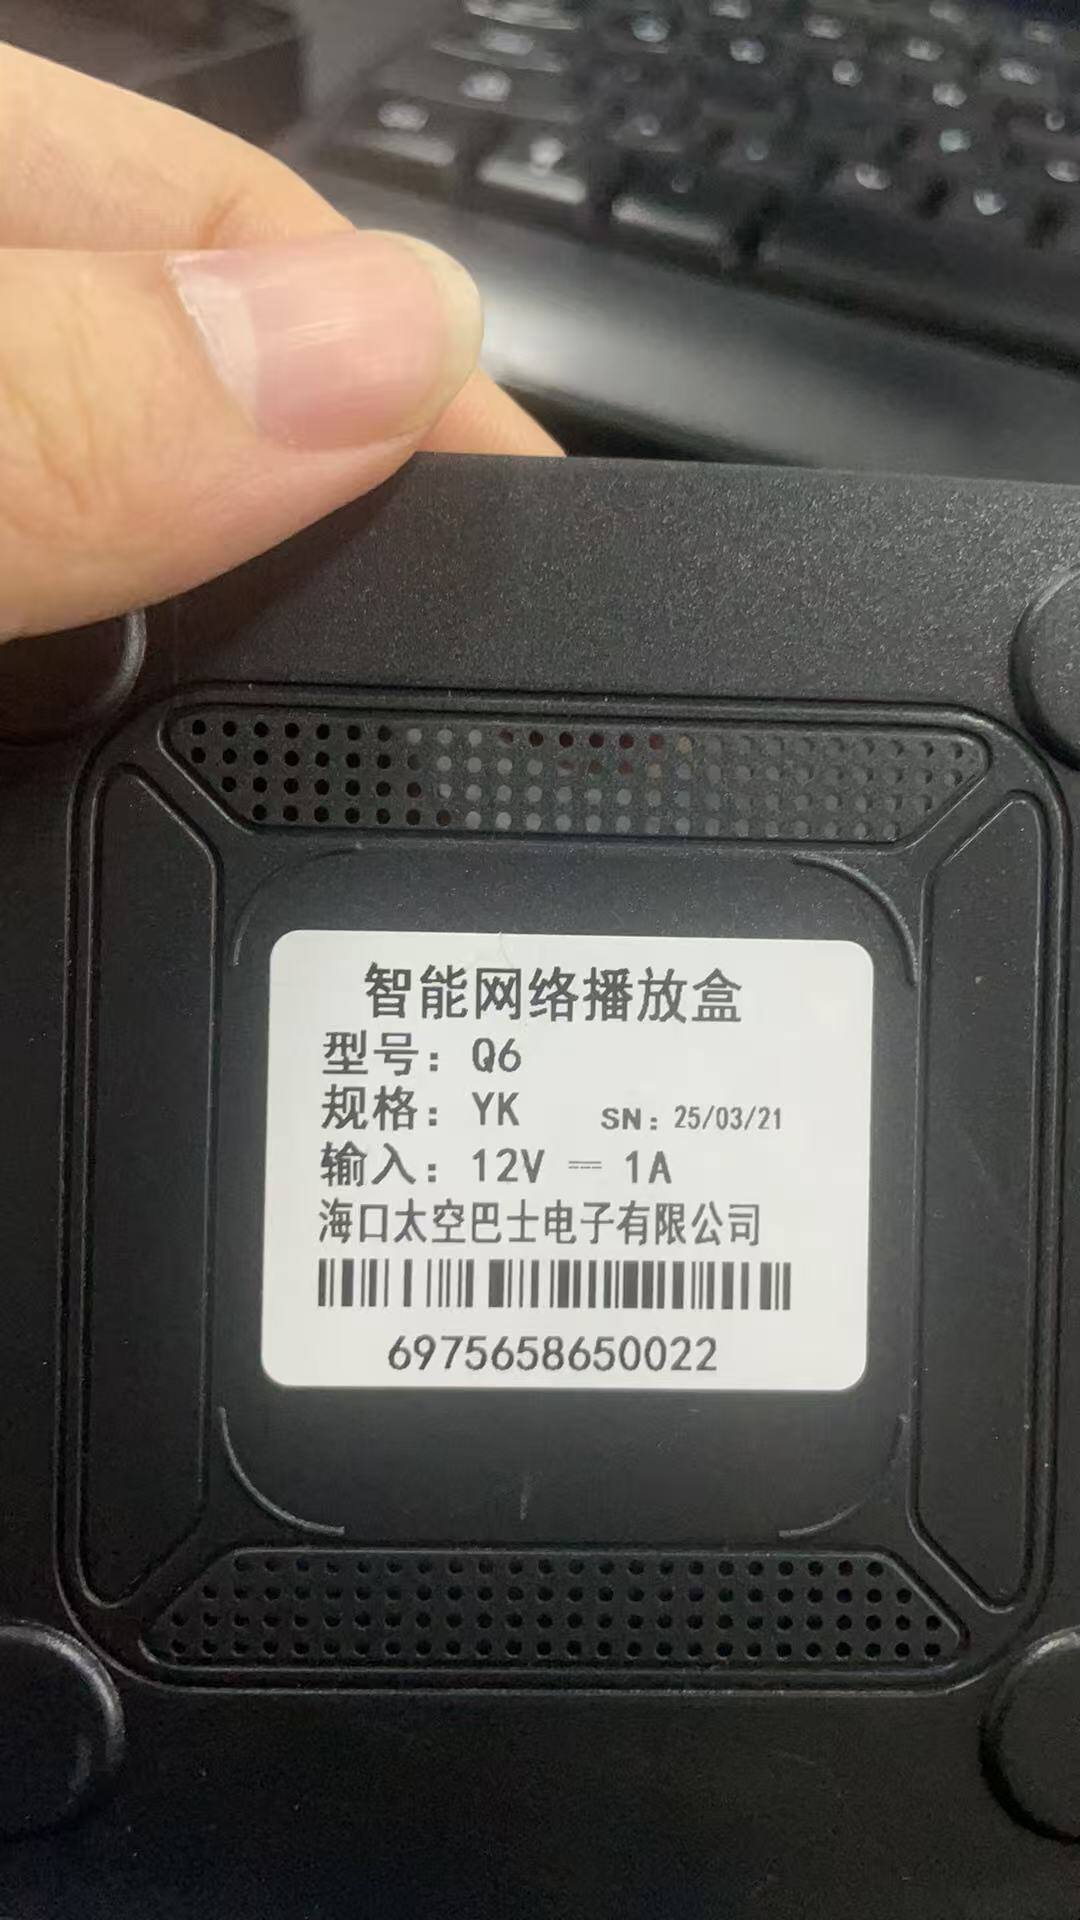 智能网络播放盒
型号：Q6
规格：YK SN：25/03/21
输入：12V ⎓ 1A
海口太空巴士电子有限公司
6975658650022